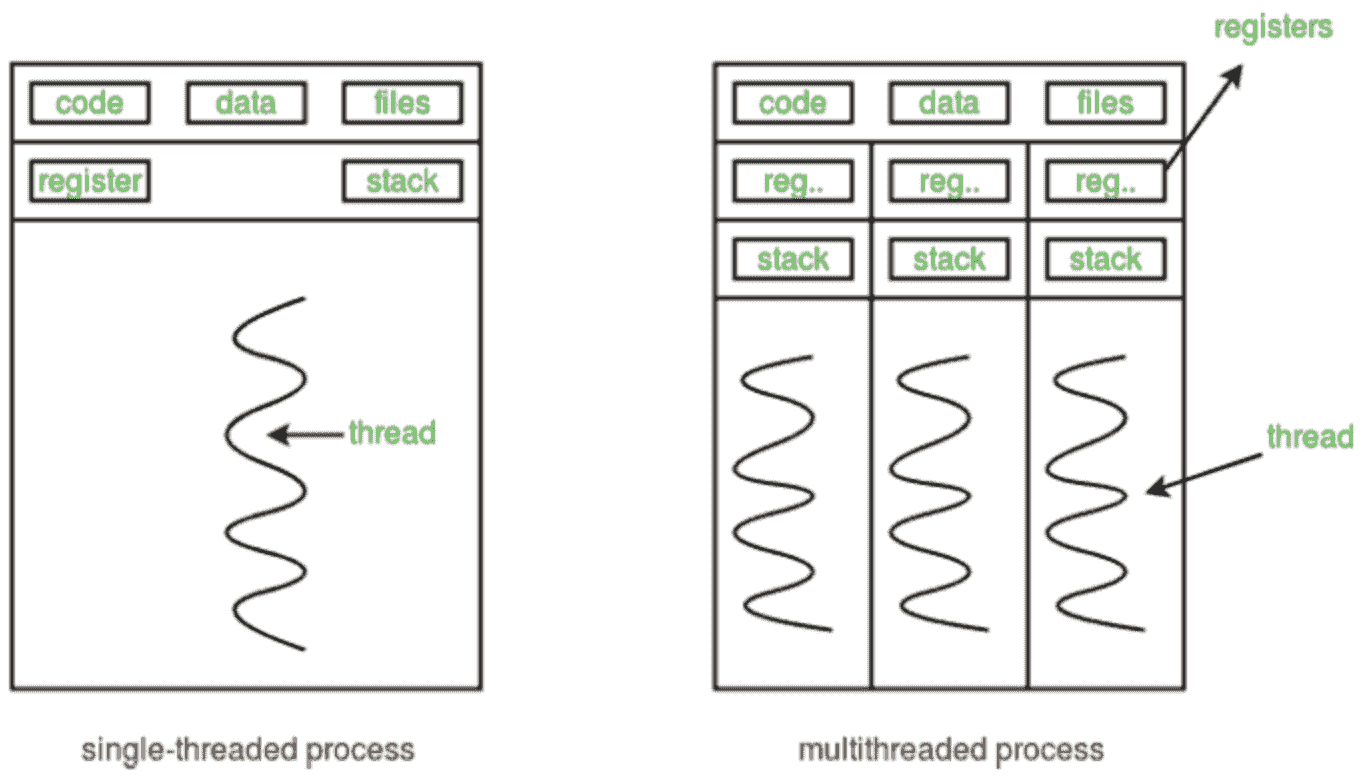 registers
code data files
register stack
thread
single-threaded process
code data files
reg.. reg.. reg..
stack stack stack
thread
multithreaded process